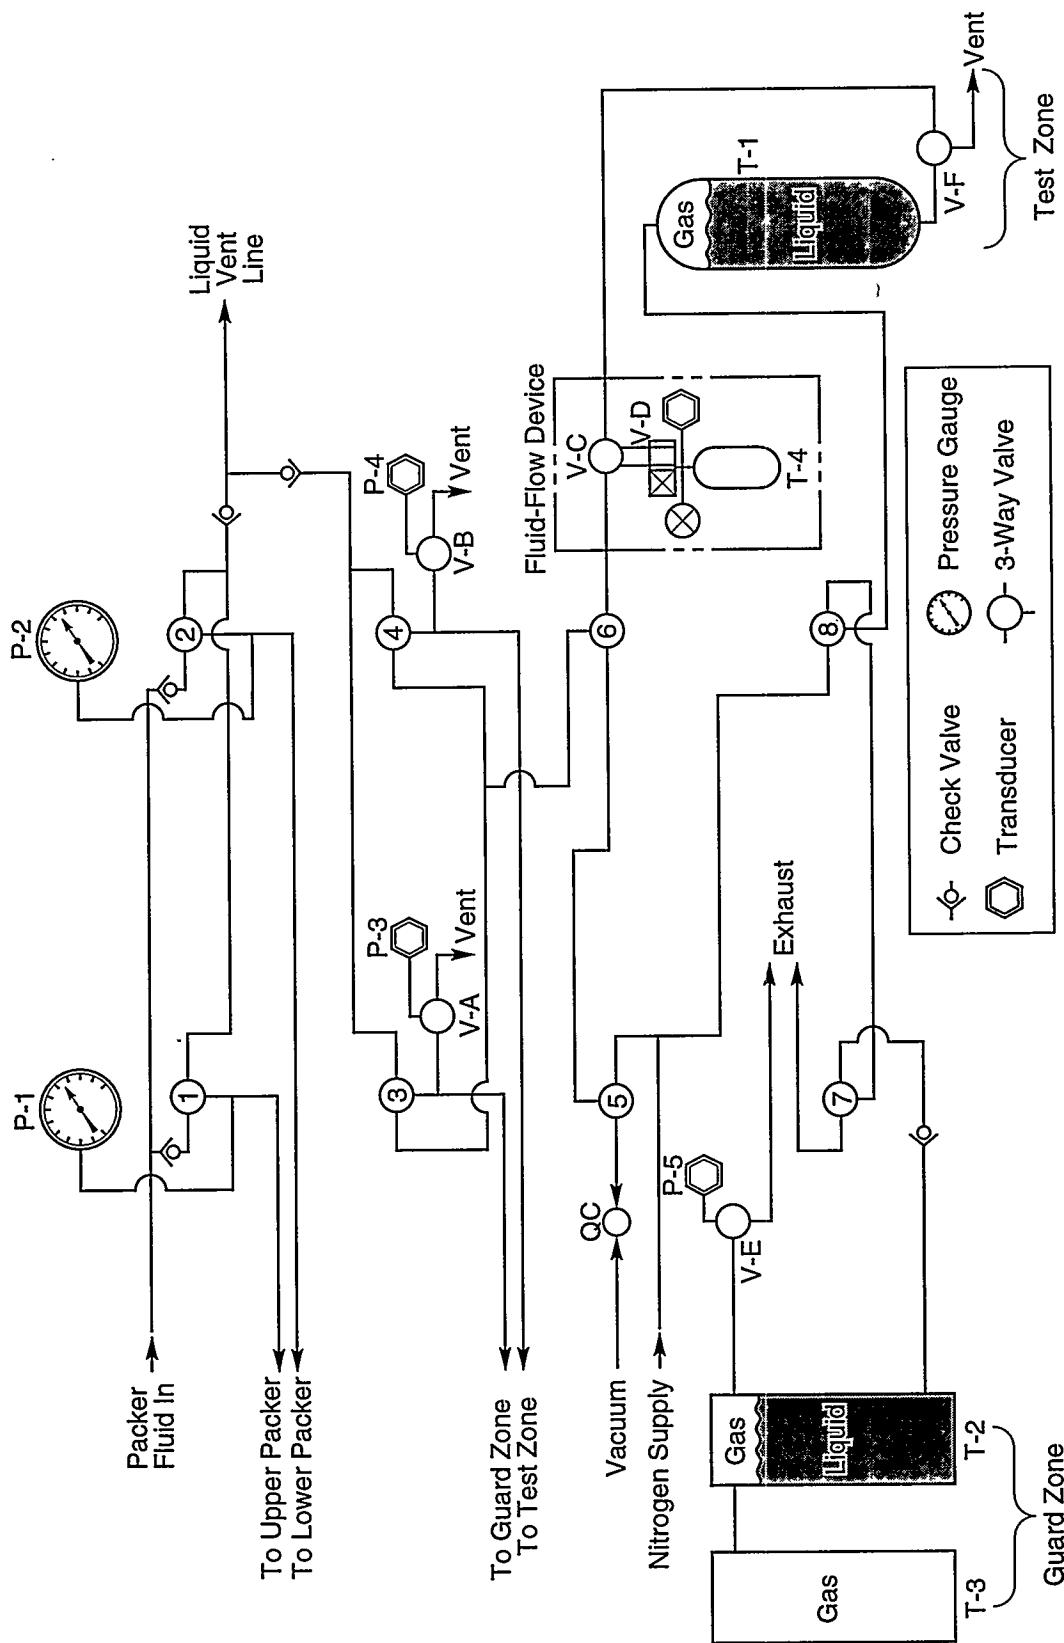 P-1
P-2
Packer
Fluid In
1
2
Liquid
Vent
Line
To Upper Packer
To Lower Packer
P-3
P-4
3
4
V-A
Vent
V-B
Vent
To Guard Zone
To Test Zone
Fluid-Flow Device
V-C
V-D
T-4
QC
5
6
Vacuum
Nitrogen Supply
P-5
V-E
Exhaust
7
8
Gas
Liquid
T-1
V-F
Vent
Test Zone
Gas
T-3
Gas
Liquid
T-2
Guard Zone
Check Valve
Pressure Gauge
Transducer
3-Way Valve